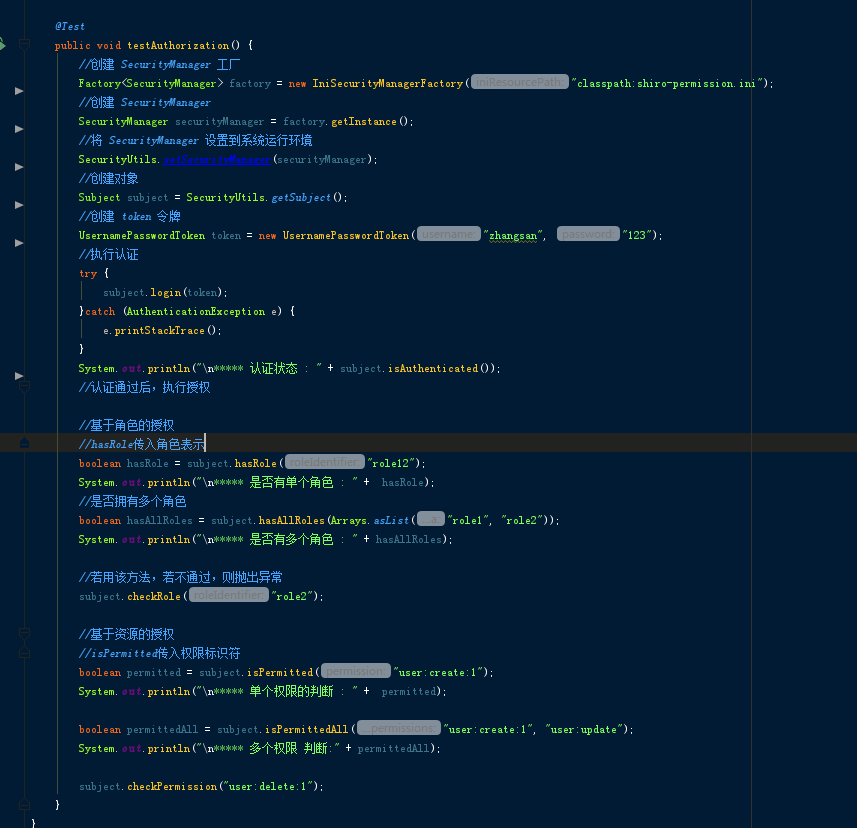 @Test
public void testAuthorization() {
//创建 SecurityManager 工厂
Factory<SecurityManager> factory = new IniSecurityManagerFactory( iniResourcePath: "classpath:shiro-permission.ini");
//创建 SecurityManager
SecurityManager securityManager = factory.getInstance();
//将 SecurityManager 设置到系统运行环境
SecurityUtils.setSecurityManager(securityManager);
//创建对象
Subject subject = SecurityUtils.getSubject();
//创建 token 令牌
UsernamePasswordToken token = new UsernamePasswordToken( username: "zhangsan", password: "123");
//执行认证
try {
subject.login(token);
}catch (AuthenticationException e) {
e.printStackTrace();
}
System.out.println("\n***** 认证状态 : " + subject.isAuthenticated());
//认证通过后，执行授权
//基于角色的授权
//hasRole传入角色表示
boolean hasRole = subject.hasRole( roleIdentifier: "role12");
System.out.println("\n***** 是否有单个角色 : " + hasRole);
//是否拥有多个角色
boolean hasAllRoles = subject.hasAllRoles(Arrays.asList( ...a: "role1", "role2"));
System.out.println("\n***** 是否有多个角色 : " + hasAllRoles);
//若用该方法，若不通过，则抛出异常
subject.checkRole( roleIdentifier: "role2");
//基于资源的授权
//isPermitted传入权限标识符
boolean permitted = subject.isPermitted( permission: "user:create:1");
System.out.println("\n***** 单个权限的判断 : " + permitted);
boolean permittedAll = subject.isPermittedAll( ...permissions: "user:create:1", "user:update");
System.out.println("\n***** 多个权限 判断:" + permittedAll);
subject.checkPermission("user:delete:1");
}
}